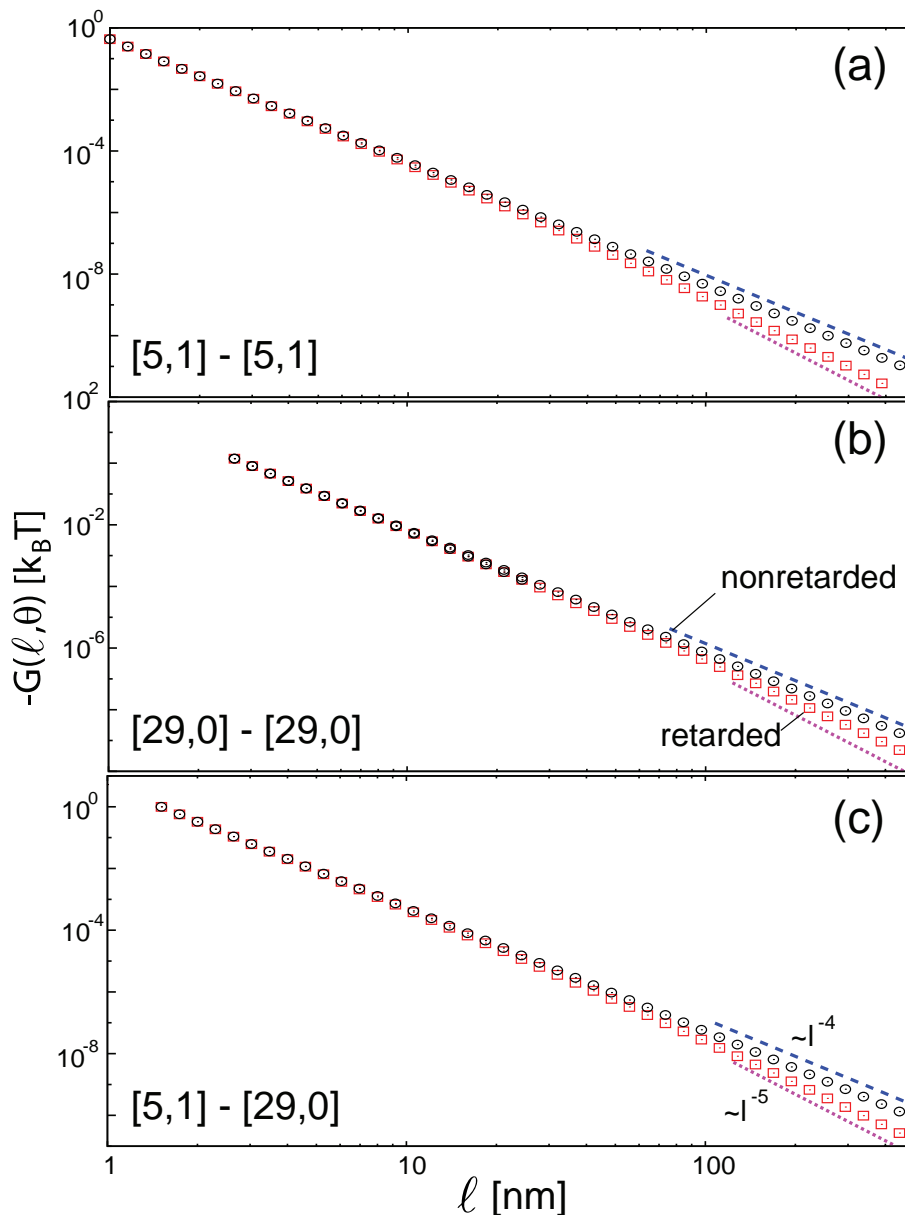 10^0
(a)
10^-4
10^-8
[5,1] - [5,1]
10^2
(b)
10^-2
nonretarded
10^-6
[29,0] - [29,0]
retarded
-G(ℓ,θ) [k_BT]
10^0
(c)
10^-4
10^-8
~l^-4
~l^-5
[5,1] - [29,0]
1 10 100
ℓ [nm]